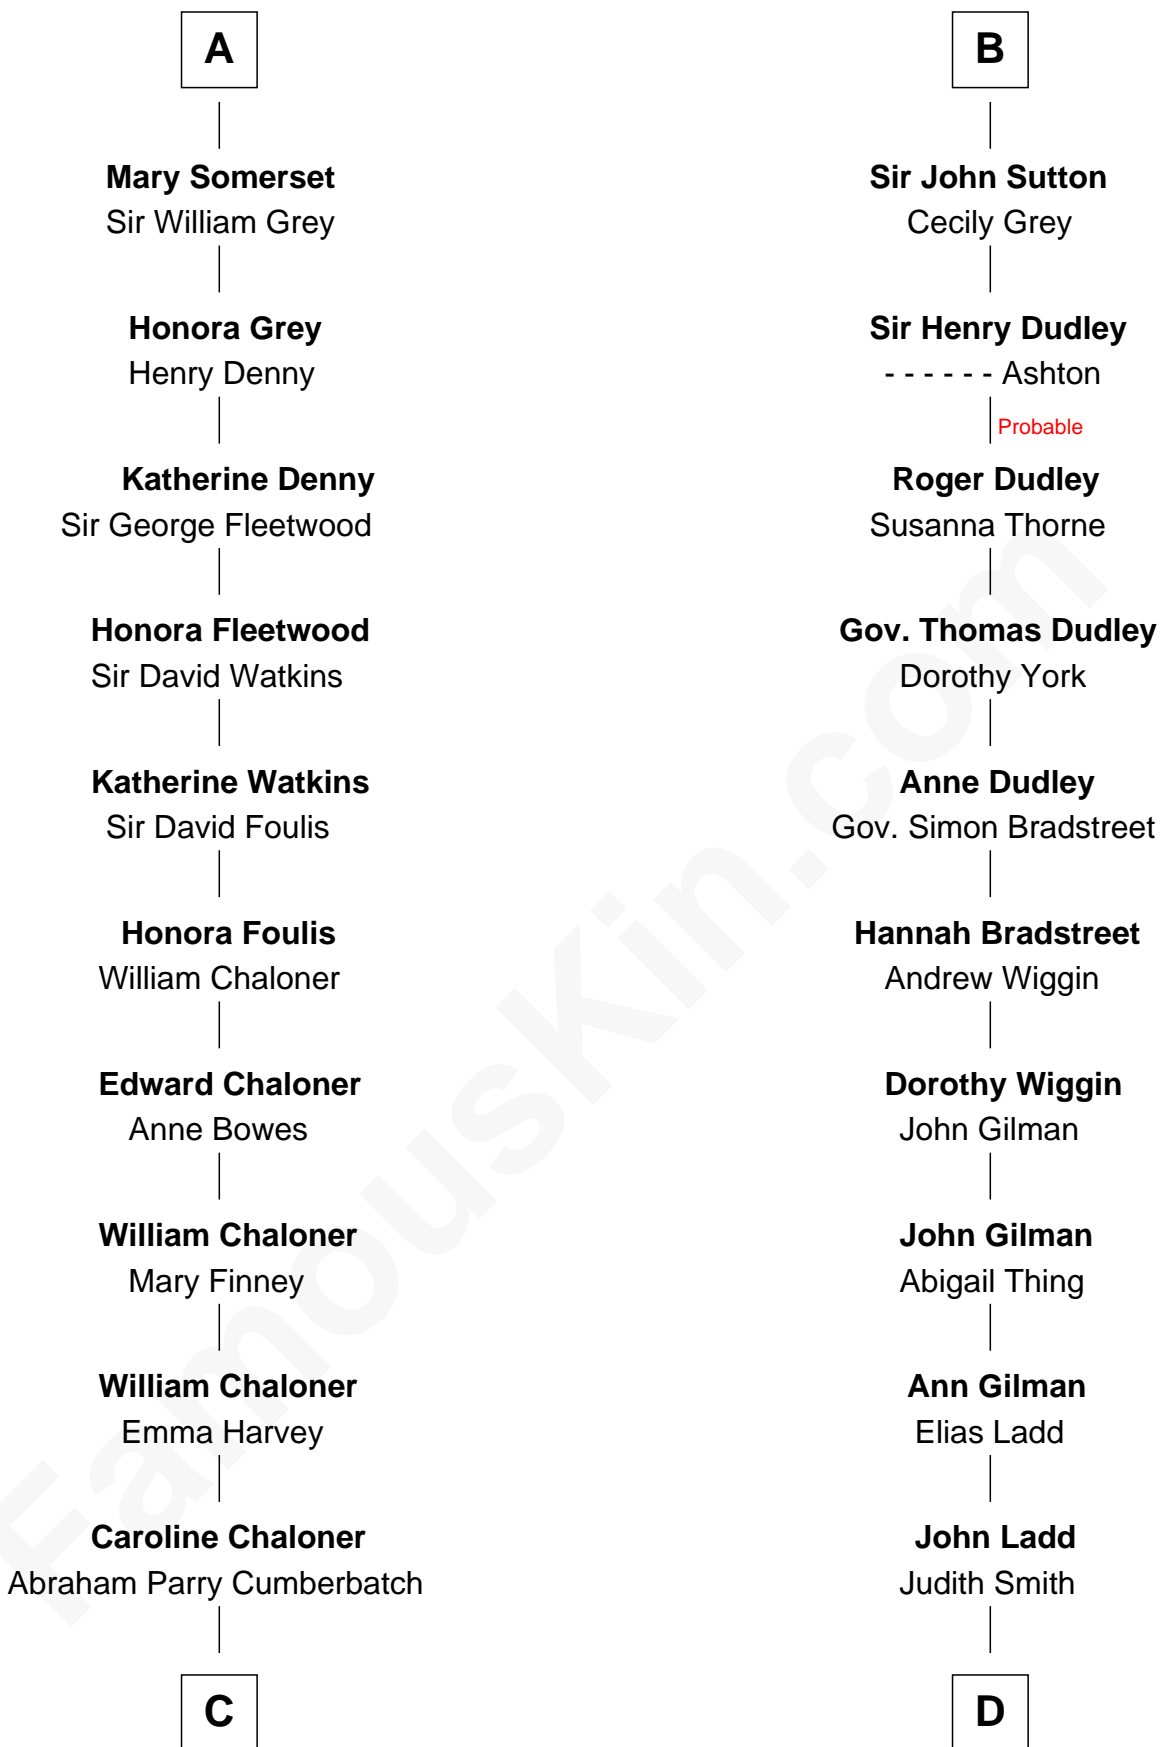 A
Mary Somerset
Sir William Grey
Honora Grey
Henry Denny
Katherine Denny
Sir George Fleetwood
Honora Fleetwood
Sir David Watkins
Katherine Watkins
Sir David Foulis
Honora Foulis
William Chaloner
Edward Chaloner
Anne Bowes
William Chaloner
Mary Finney
William Chaloner
Emma Harvey
Caroline Chaloner
Abraham Parry Cumberbatch
C
B
Sir John Sutton
Cecily Grey
Sir Henry Dudley
- - - - - - Ashton
Probable
Roger Dudley
Susanna Thorne
Gov. Thomas Dudley
Dorothy York
Anne Dudley
Gov. Simon Bradstreet
Hannah Bradstreet
Andrew Wiggin
Dorothy Wiggin
John Gilman
John Gilman
Abigail Thing
Ann Gilman
Elias Ladd
John Ladd
Judith Smith
D
FamousKin.com